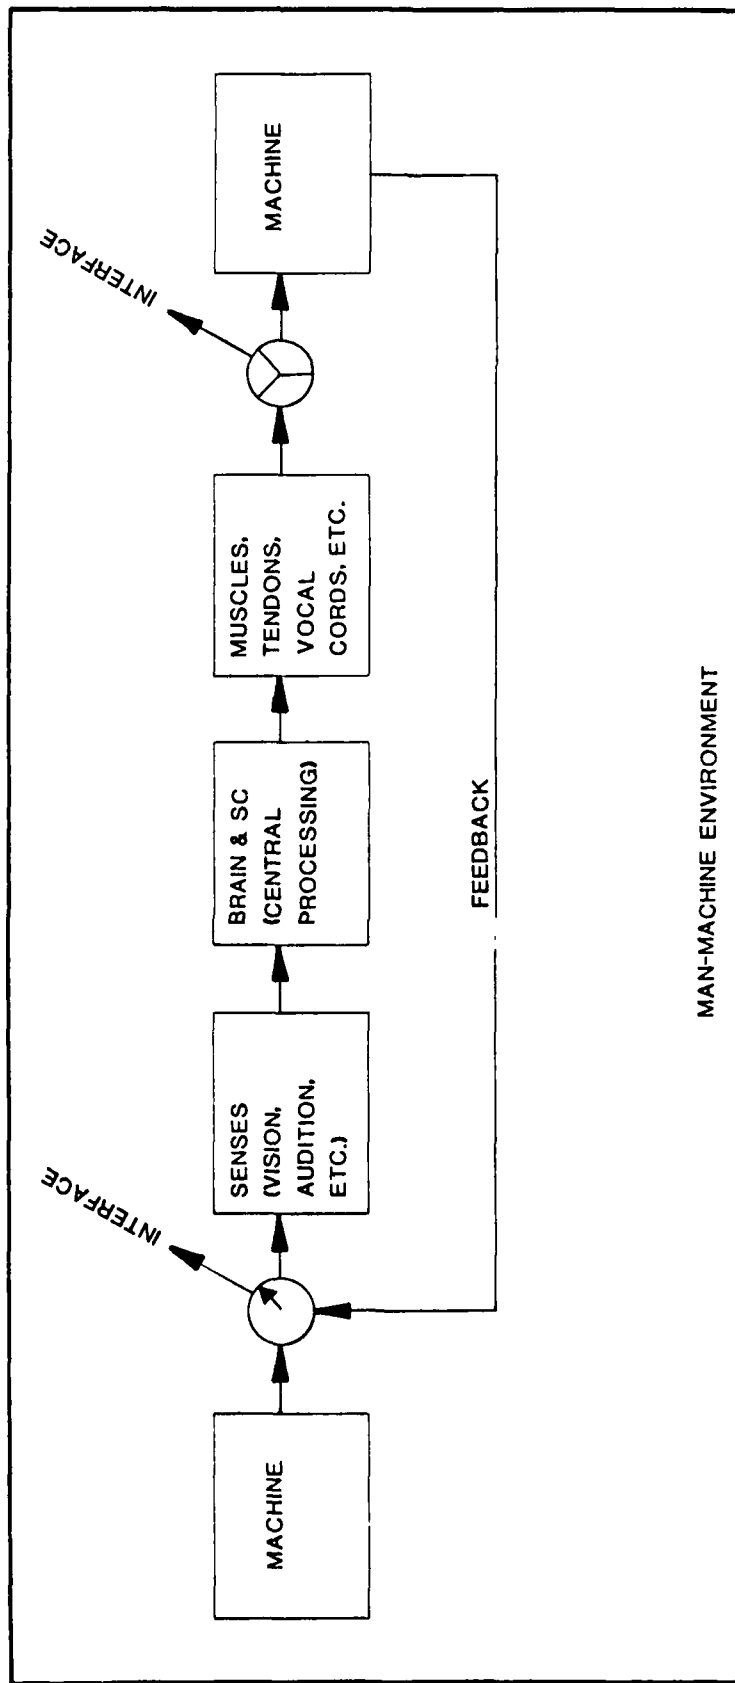 MACHINE
INTERFACE
SENSES
(VISION,
AUDITION,
ETC.)
BRAIN & SC
(CENTRAL
PROCESSING)
MUSCLES,
TENDONS,
VOCAL
CORDS, ETC.
INTERFACE
MACHINE
FEEDBACK
MAN-MACHINE ENVIRONMENT